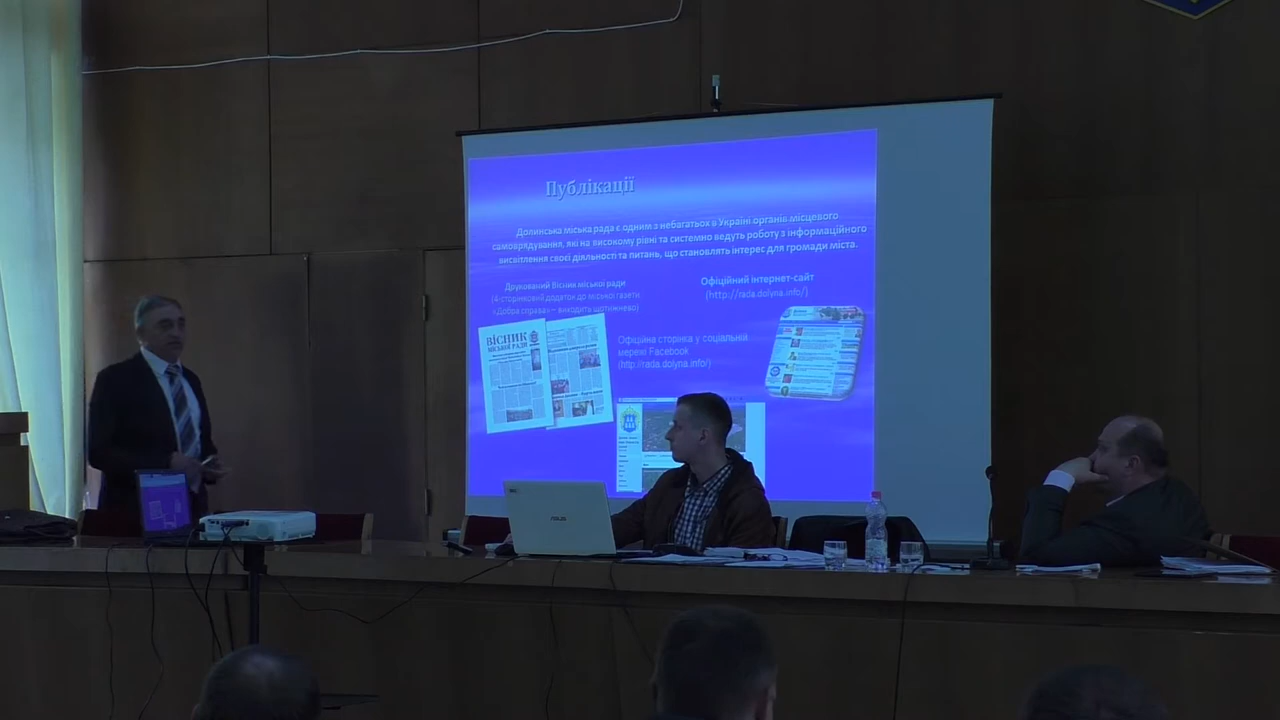 Публікації
Долинська міська рада є одним з небагатьох в Україні органів місцевого
самоврядування, які на високому рівні та системно ведуть роботу з інформаційного
висвітлення своєї діяльності та питань, що становлять інтерес для громади міста.
Друкований Вісник міської ради
(4-сторінковий додаток до міської газети
«Добра справа» – виходить щотижнево)
Офіційний інтернет-сайт
(http://rada.dolyna.info/)
ВІСНИК
МІСЬКОЇ РАДИ
Офіційна сторінка у соціальній
мережі Facebook
(http://rada.dolyna.info/)
ASUS